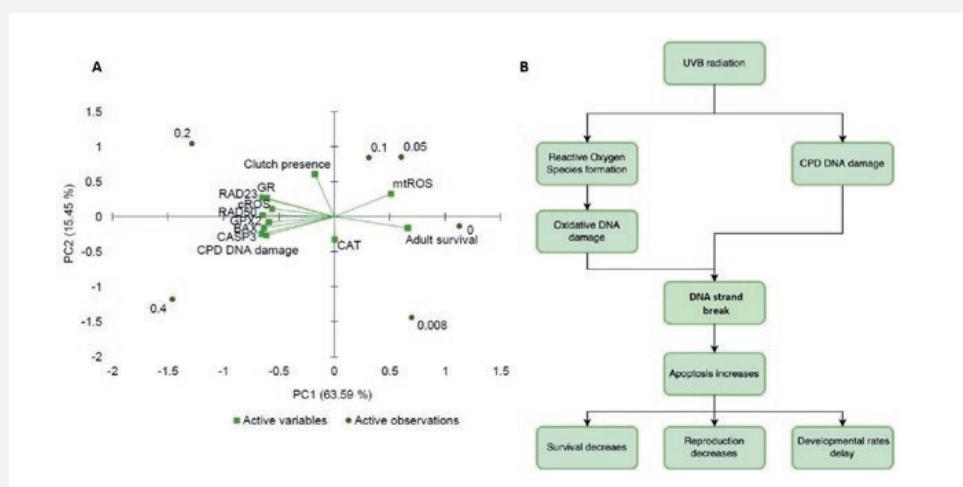 A
1.5
1
0.5
0
-0.5
-1
-1.5
-2
PC2 (15.45 %)
-2
-1.5
-1
-0.5
0
0.5
1
1.5
PC1 (63.59 %)
0.2
0.1
0.05
Clutch presence
mtROS
GR
RAD23
cROS
RAD50
GPX2
BAX
CASP3
CPD DNA damage
CAT
Adult survival
0
0.4
0.008
Active variables
Active observations
B
UVB radiation
Reactive Oxygen
Species formation
CPD DNA damage
Oxidative DNA
damage
DNA strand
break
Apoptosis increases
Survival decreaes
Reproduction
decreases
Developmental rates
delay